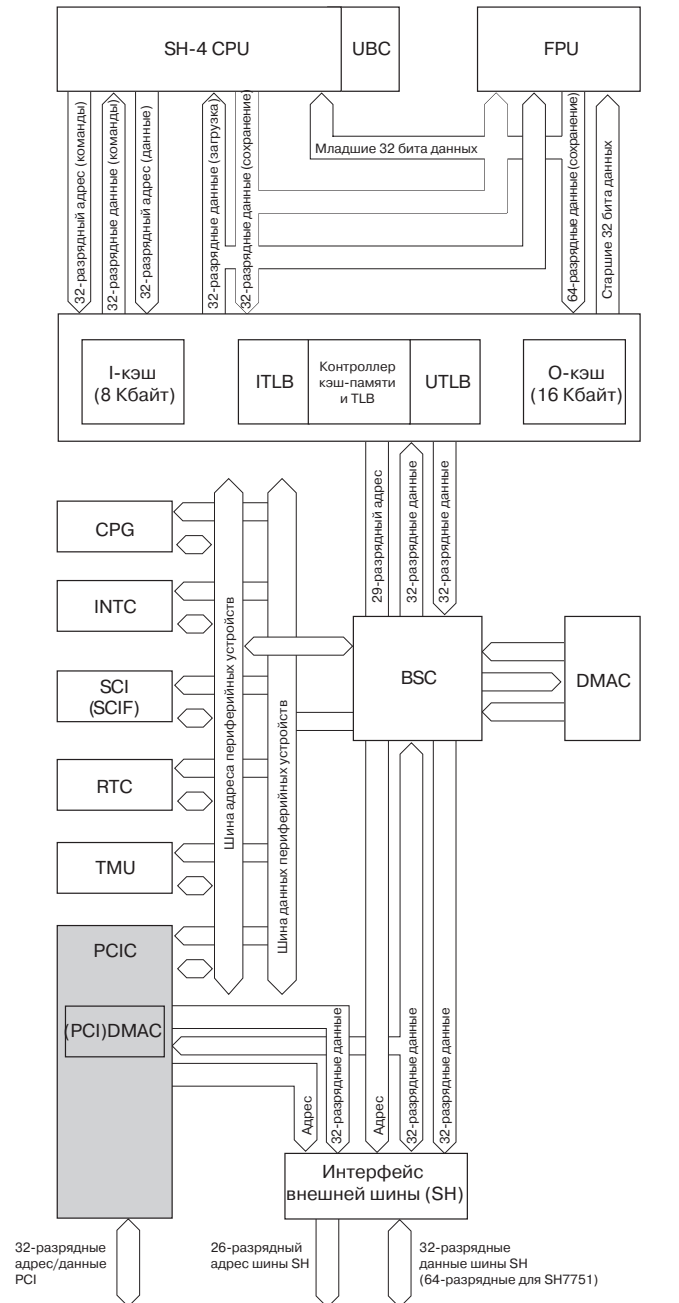 SH-4 CPU
UBC
FPU
32-разрядный адрес (команды)
32-разрядные данные (команды)
32-разрядный адрес (данные)
32-разрядные данные (загрузка)
32-разрядные данные (сохранение)
Младшие 32 бита данных
64-разрядные данные (сохранение)
Старшие 32 бита данных
I-кэш
(8 Кбайт)
ITLB
Контроллер
кэш-памяти
и TLB
UTLB
О-кэш
(16 Кбайт)
29-разрядный адрес
32-разрядные данные
32-разрядные данные
CPG
INTC
SCI
(SCIF)
RTC
TMU
Шина адреса периферийных устройств
Шина данных периферийных устройств
BSC
DMAC
PCIC
(PCI)DMAC
Адрес
32-разрядные данные
Адрес
32-разрядные данные
32-разрядные данные
Интерфейс
внешней шины (SH)
32-разрядные
адрес/данные
PCI
26-разрядный
адрес шины SH
32-разрядные
данные шины SH
(64-разрядные для SH7751)